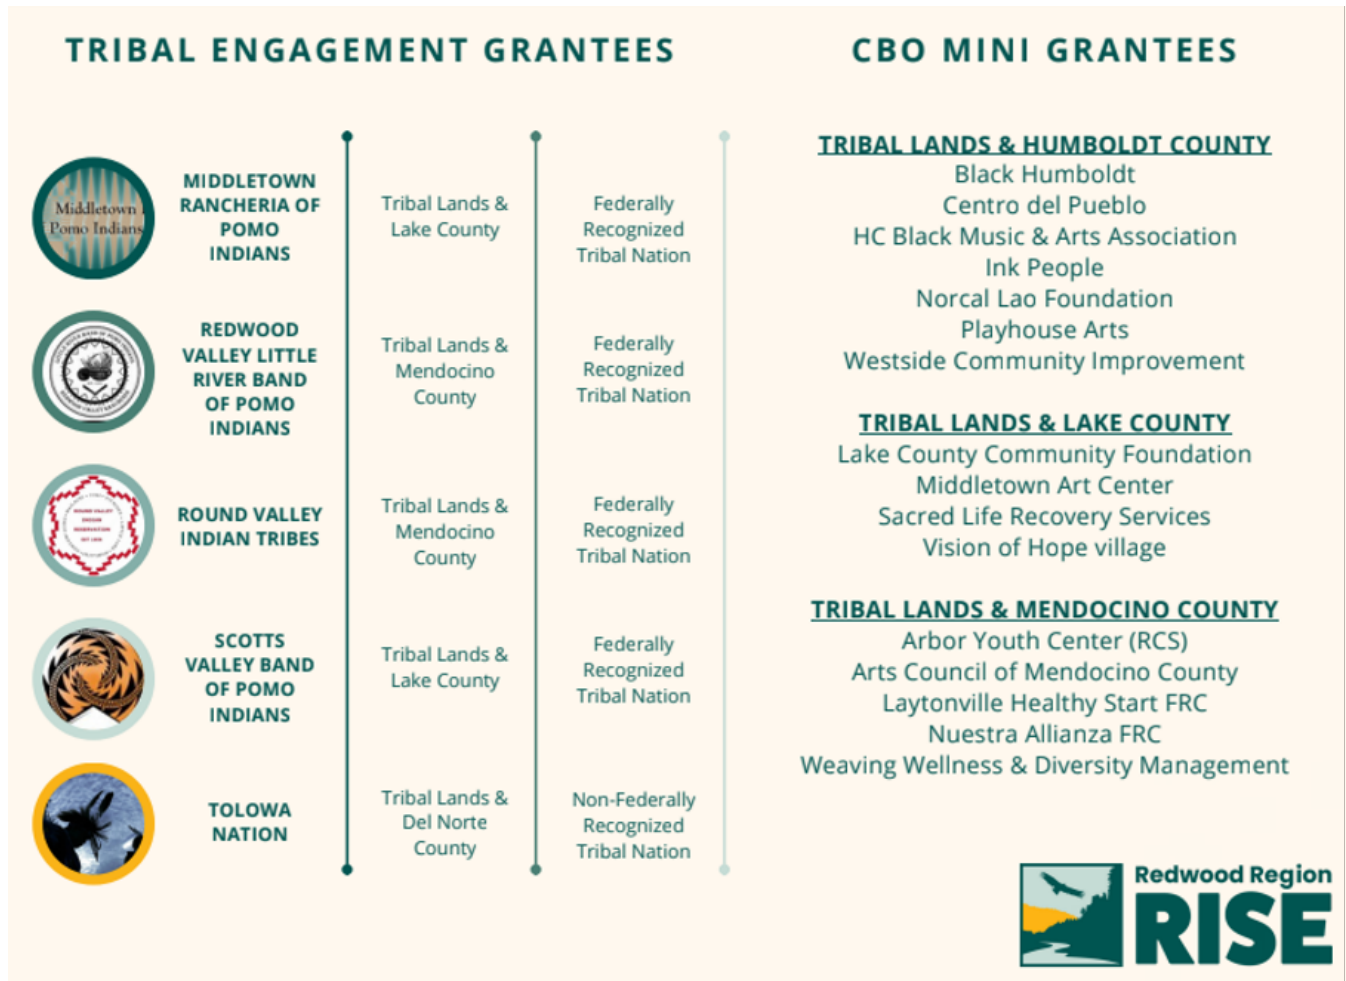 TRIBAL ENGAGEMENT GRANTEES
Middletown
Pomo Indians
MIDDLETOWN
RANCHERIA OF
POMO
INDIANS
Tribal Lands &
Lake County
Federally
Recognized
Tribal Nation
REDWOOD
VALLEY LITTLE
RIVER BAND
OF POMO
INDIANS
Tribal Lands &
Mendocino
County
Federally
Recognized
Tribal Nation
ROUND VALLEY
INDIAN
RESERVATION
ROUND VALLEY
INDIAN TRIBES
Tribal Lands &
Mendocino
County
Federally
Recognized
Tribal Nation
SCOTTS
VALLEY BAND
OF POMO
INDIANS
Tribal Lands &
Lake County
Federally
Recognized
Tribal Nation
TOLOWA
NATION
Tribal Lands &
Del Norte
County
Non-Federally
Recognized
Tribal Nation
CBO MINI GRANTEES
TRIBAL LANDS & HUMBOLDT COUNTY
Black Humboldt
Centro del Pueblo
HC Black Music & Arts Association
Ink People
Norcal Lao Foundation
Playhouse Arts
Westside Community Improvement
TRIBAL LANDS & LAKE COUNTY
Lake County Community Foundation
Middletown Art Center
Sacred Life Recovery Services
Vision of Hope village
TRIBAL LANDS & MENDOCINO COUNTY
Arbor Youth Center (RCS)
Arts Council of Mendocino County
Laytonville Healthy Start FRC
Nuestra Allianza FRC
Weaving Wellness & Diversity Management
Redwood Region
RISE